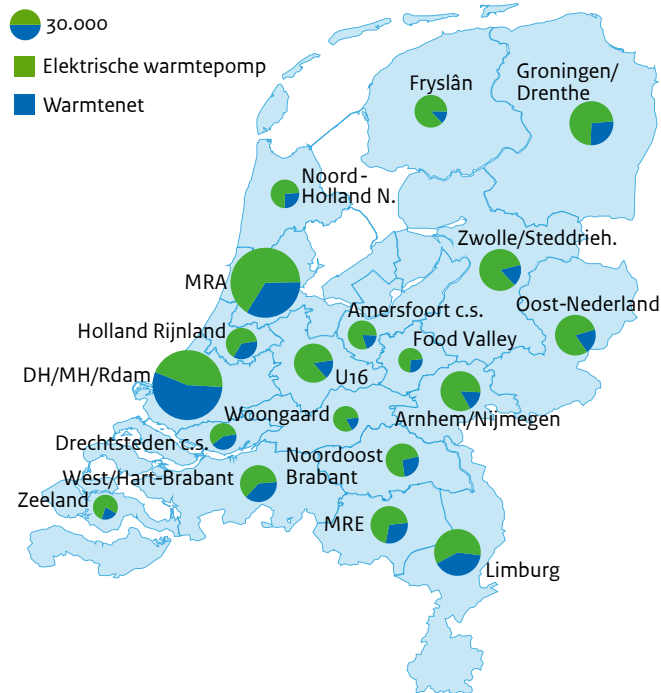 30.000
Elektrische warmtepomp
Warmtenet
Fryslân
Groningen/
Drenthe
Noord-
Holland N.
Zwolle/Steddrieh.
MRA
Oost-Nederland
Amersfoort c.s.
Holland Rijnland
Food Valley
DH/MH/Rdam
U16
Woongaard
Arnhem/Nijmegen
Drechtsteden c.s.
Noordoost
Brabant
West/Hart-Brabant
Zeeland
MRE
Limburg